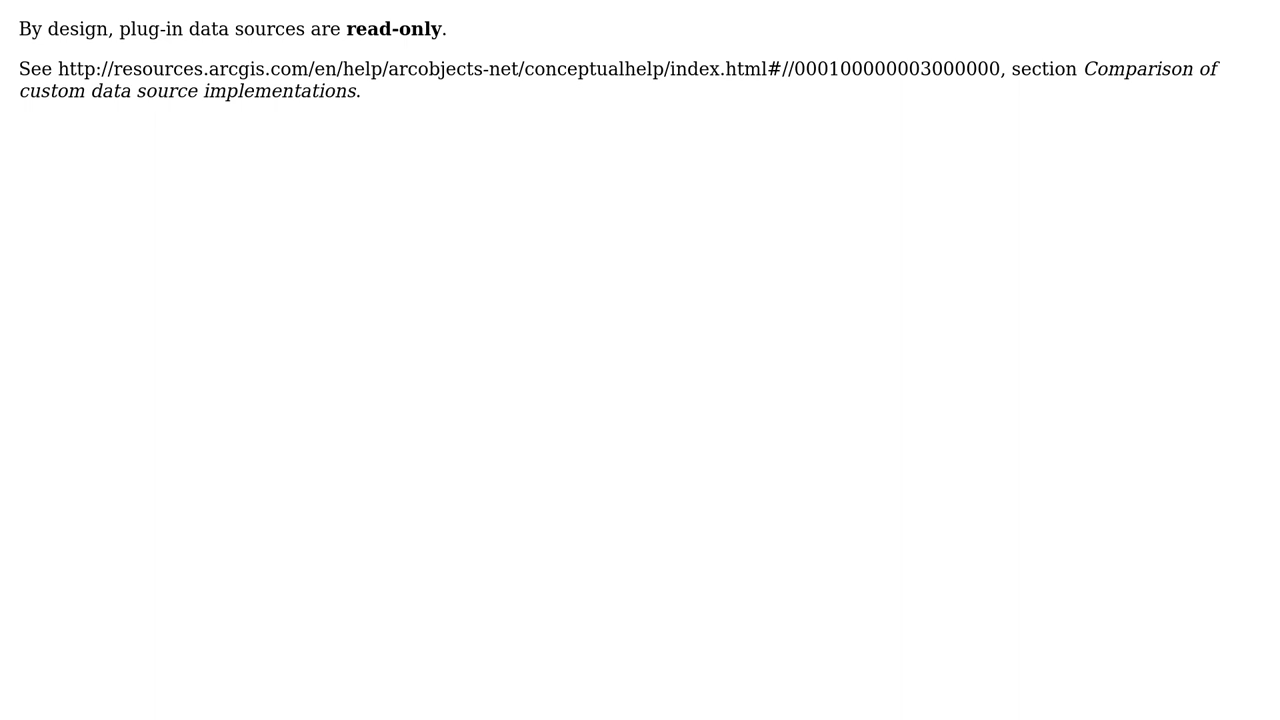 By design, plug-in data sources are read-only.
See http://resources.arcgis.com/en/help/arcobjects-net/conceptualhelp/index.html#//000100000003000000, section Comparison of
custom data source implementations.